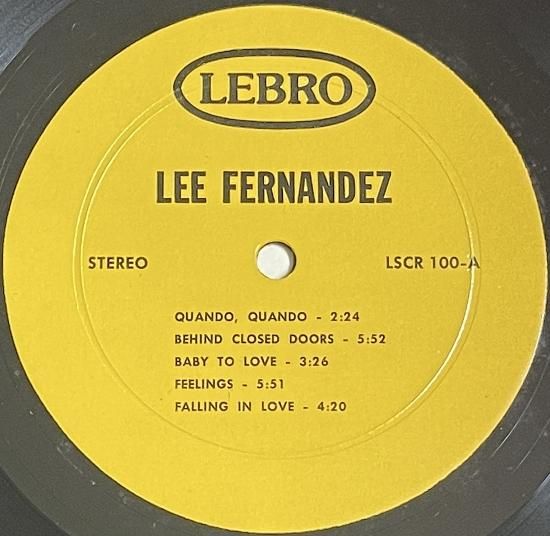 LEBRO
LEE FERNANDEZ
STEREO
LSCR 100-A
QUANDO, QUANDO - 2:24
BEHIND CLOSED DOORS - 5:52
BABY TO LOVE - 3:26
FEELINGS - 5:51
FALLING IN LOVE - 4:20